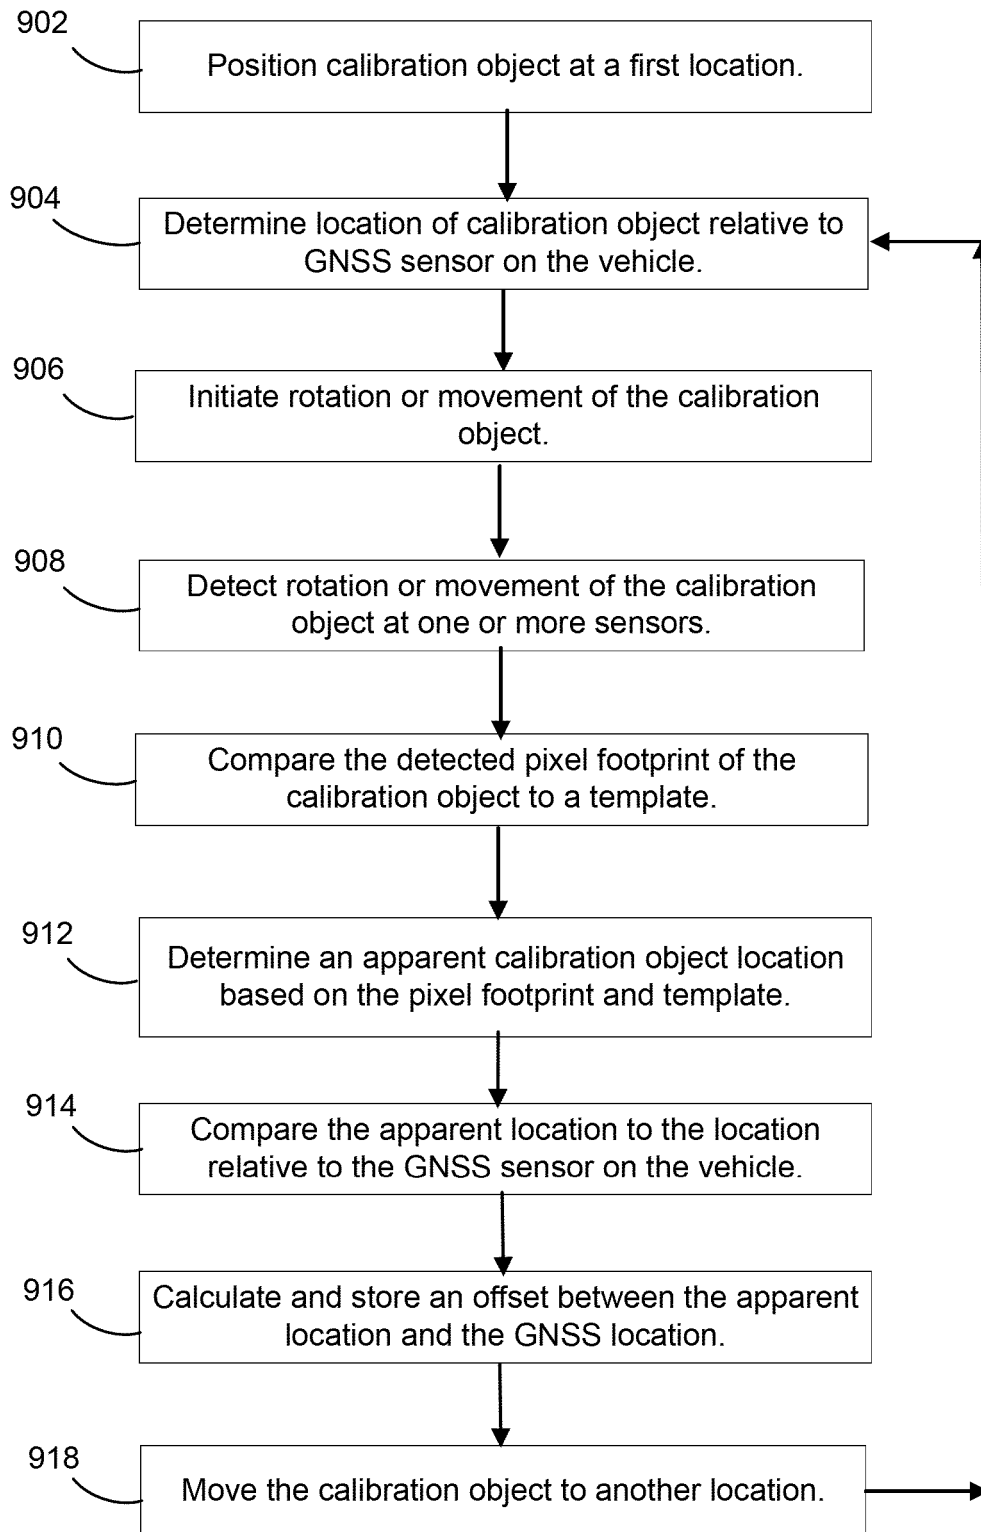 902
Position calibration object at a first location.
904
Determine location of calibration object relative to
GNSS sensor on the vehicle.
906
Initiate rotation or movement of the calibration
object.
908
Detect rotation or movement of the calibration
object at one or more sensors.
910
Compare the detected pixel footprint of the
calibration object to a template.
912
Determine an apparent calibration object location
based on the pixel footprint and template.
914
Compare the apparent location to the location
relative to the GNSS sensor on the vehicle.
916
Calculate and store an offset between the apparent
location and the GNSS location.
918
Move the calibration object to another location.